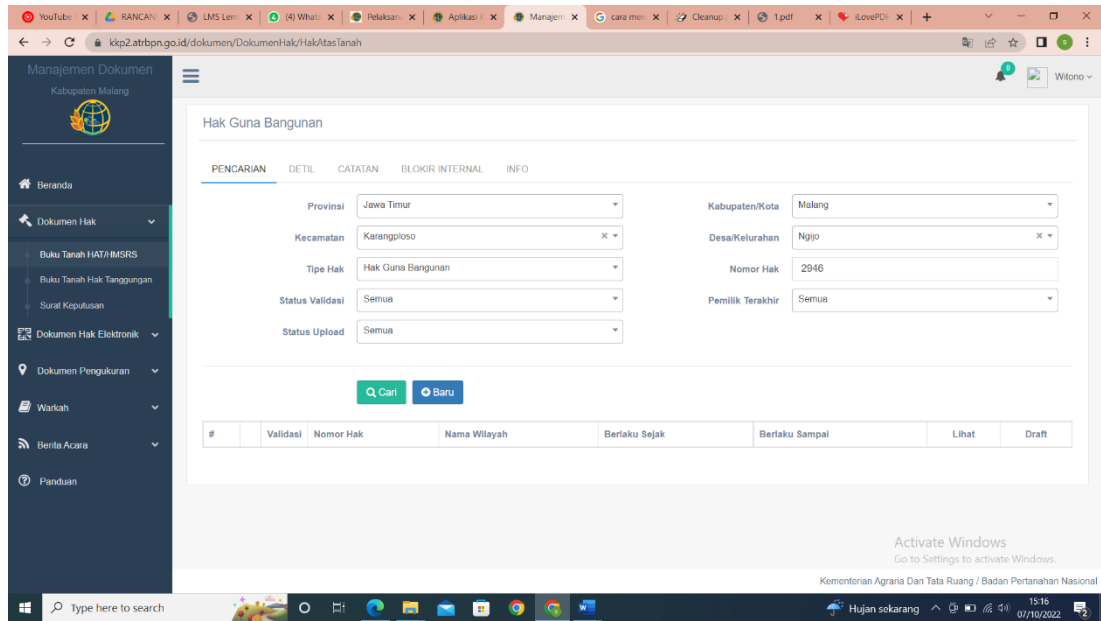 YouTube
RANCAN
LMS Lem
(4) Whats
Pelaksan
Aplikasi
Manajem
cara men
Cleanup
1.pdf
iLovePDF
kkp2.atrbpn.go.id/dokumen/DokumenHak/HakAtasTanah
Manajemen Dokumen
Kabupaten Malang
0
Witono
Hak Guna Bangunan
PENCARIAN DETIL CATATAN BLOKIR INTERNAL INFO
Beranda
Dokumen Hak
Buku Tanah HAT/HMSRS
Buku Tanah Hak Tanggungan
Surat Keputusan
Dokumen Hak Elektronik
Dokumen Pengukuran
Warkah
Berita Acara
Panduan
Provinsi Jawa Timur Kabupaten/Kota Malang
Kecamatan Karangploso Desa/Kelurahan Ngijo
Tipe Hak Hak Guna Bangunan Nomor Hak 2946
Status Validasi Semua Pemilik Terakhir Semua
Status Upload Semua
Cari Baru
# Validasi Nomor Hak Nama Wilayah Berlaku Sejak Berlaku Sampai Lihat Draft
Activate Windows
Go to Settings to activate Windows.
Kementerian Agraria Dan Tata Ruang / Badan Pertanahan Nasional
Type here to search
Hujan sekarang
15:16
07/10/2022
2